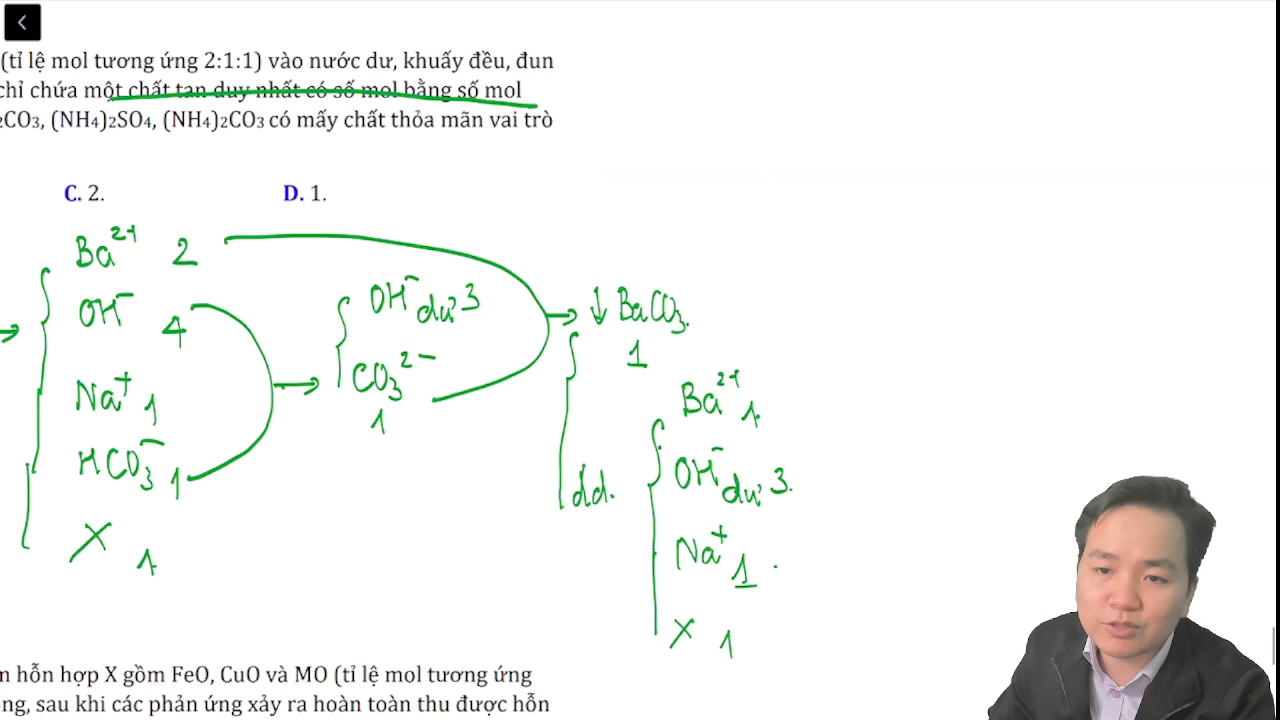 (tỉ lệ mol tương ứng 2:1:1) vào nước dư, khuấy đều, đun
chỉ chứa một chất tan duy nhất có số mol bằng số mol
₂CO₃, (NH₄)₂SO₄, (NH₄)₂CO₃ có mấy chất thỏa mãn vai trò
C. 2. D. 1.
Ba²⁺ 2
OH⁻ 4
Na⁺ 1
HCO₃⁻ 1
X 1
→
OH⁻ dư 3
CO₃²⁻ 1
→ ↓ BaCO₃.
1
dd.
Ba²⁺ 1
OH⁻ dư 3.
Na⁺ 1.
X 1
m hỗn hợp X gồm FeO, CuO và MO (tỉ lệ mol tương ứng
ng, sau khi các phản ứng xảy ra hoàn toàn thu được hỗn